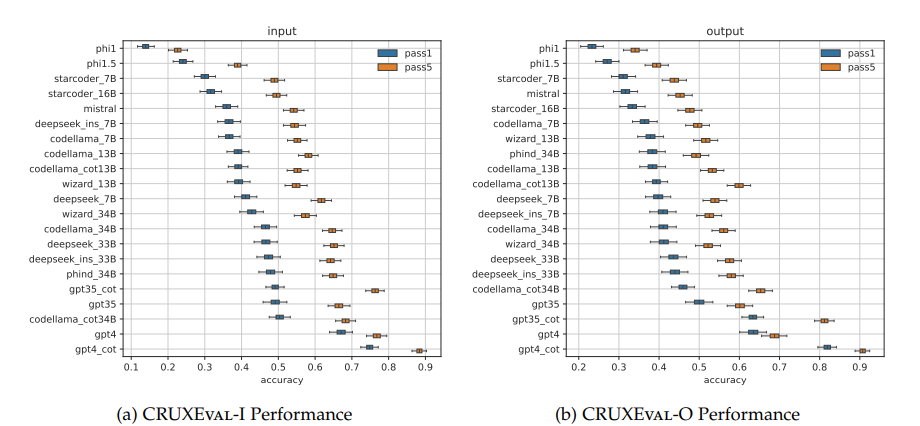 input
phi1
phi1.5
starcoder_7B
starcoder_16B
mistral
deepseek_ins_7B
codellama_7B
codellama_13B
codellama_cot13B
wizard_13B
deepseek_7B
wizard_34B
codellama_34B
deepseek_33B
deepseek_ins_33B
phind_34B
gpt35_cot
gpt35
codellama_cot34B
gpt4
gpt4_cot
pass1
pass5
0.1 0.2 0.3 0.4 0.5 0.6 0.7 0.8 0.9
accuracy
(a) CRUXEVAL-I Performance
output
phi1
phi1.5
starcoder_7B
mistral
starcoder_16B
codellama_7B
wizard_13B
phind_34B
codellama_13B
codellama_cot13B
deepseek_7B
deepseek_ins_7B
codellama_34B
wizard_34B
deepseek_33B
deepseek_ins_33B
codellama_cot34B
gpt35
gpt35_cot
gpt4
gpt4_cot
pass1
pass5
0.2 0.3 0.4 0.5 0.6 0.7 0.8 0.9
accuracy
(b) CRUXEVAL-O Performance